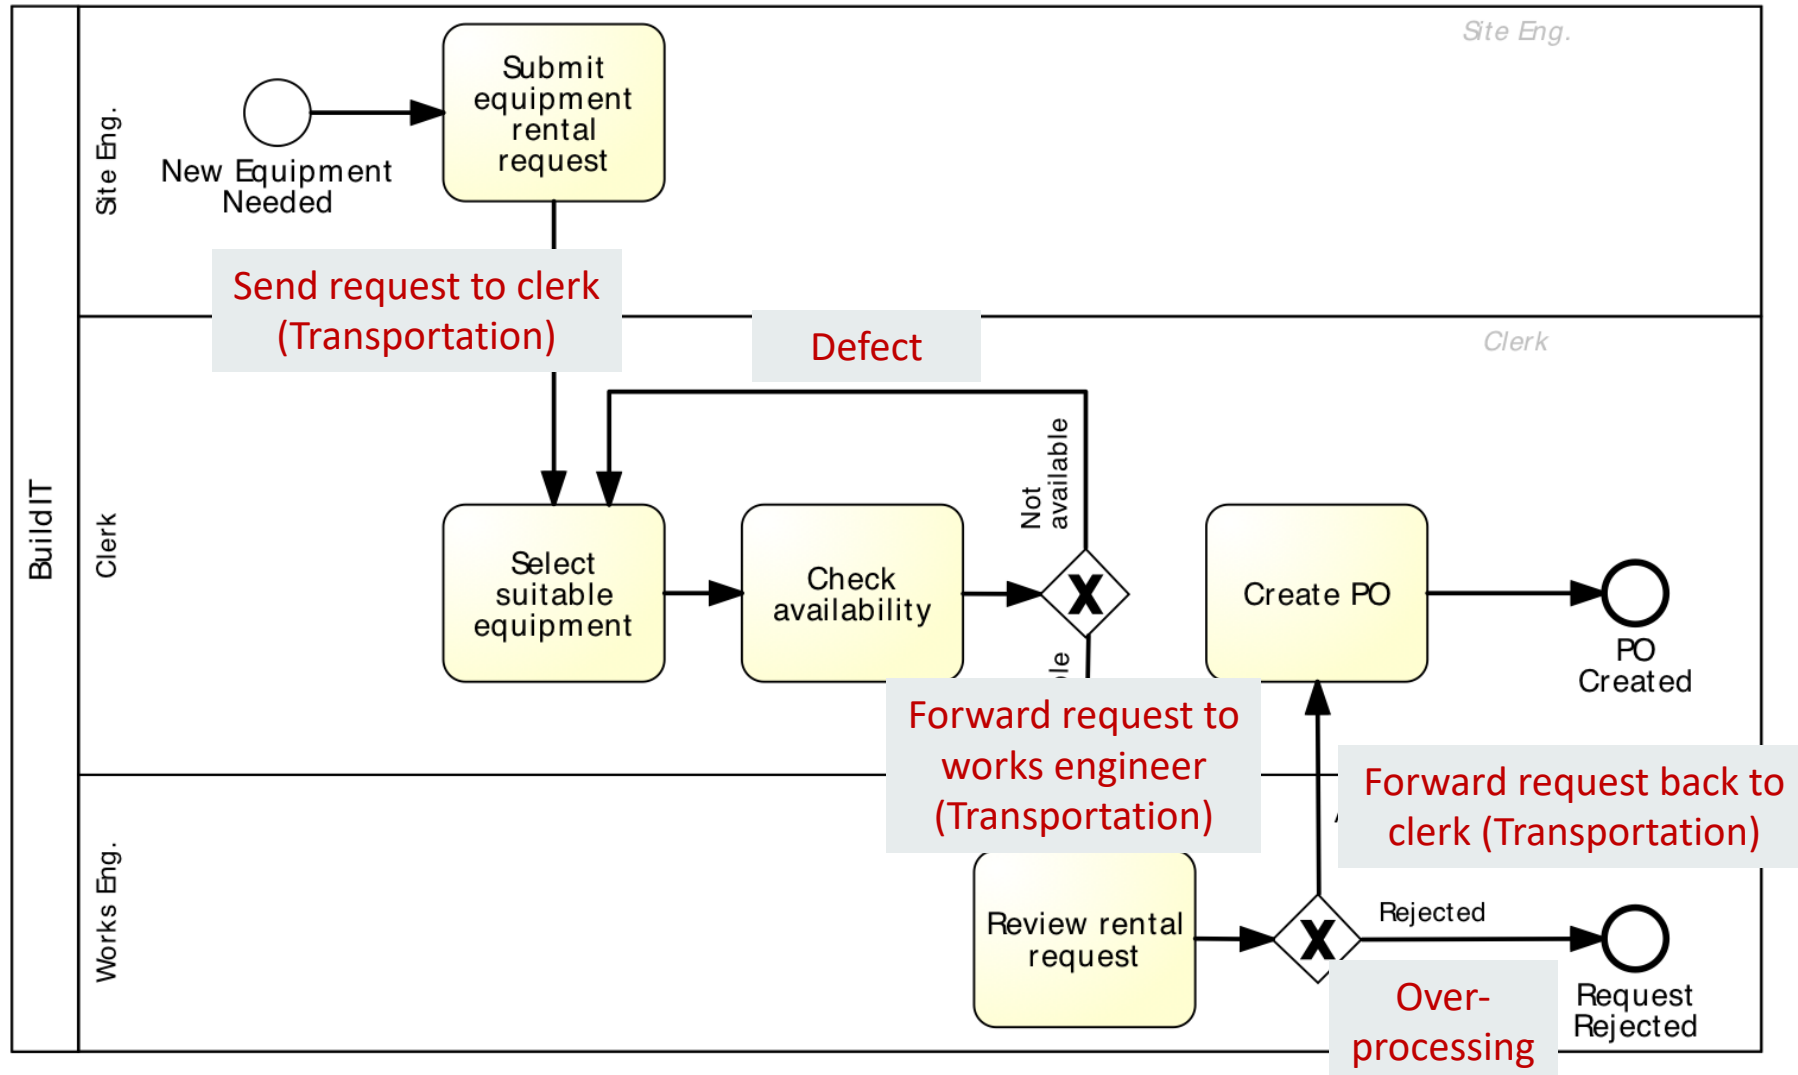 Site Eng.
Submit
equipment
rental
request
Site Eng.
New Equipment
Needed
Send request to clerk
(Transportation)
Defect
Clerk
Not
available
BuildIT
Clerk
Select
suitable
equipment
Check
availability
Create PO
PO
Created
Forward request to
works engineer
(Transportation)
Forward request back to
clerk (Transportation)
Works Eng.
Review rental
request
Rejected
Over-
processing
Request
Rejected